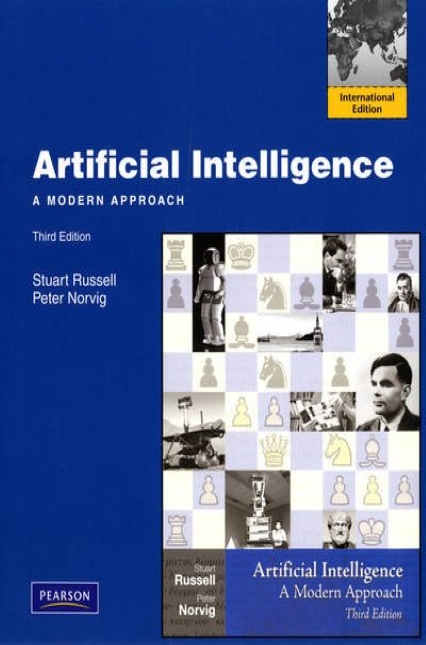 International
Edition
Artificial Intelligence
A MODERN APPROACH
Third Edition
Stuart Russell
Peter Norvig
Stuart
Russell
Peter
Norvig
Artificial Intelligence
A Modern Approach
Third Edition
PEARSON